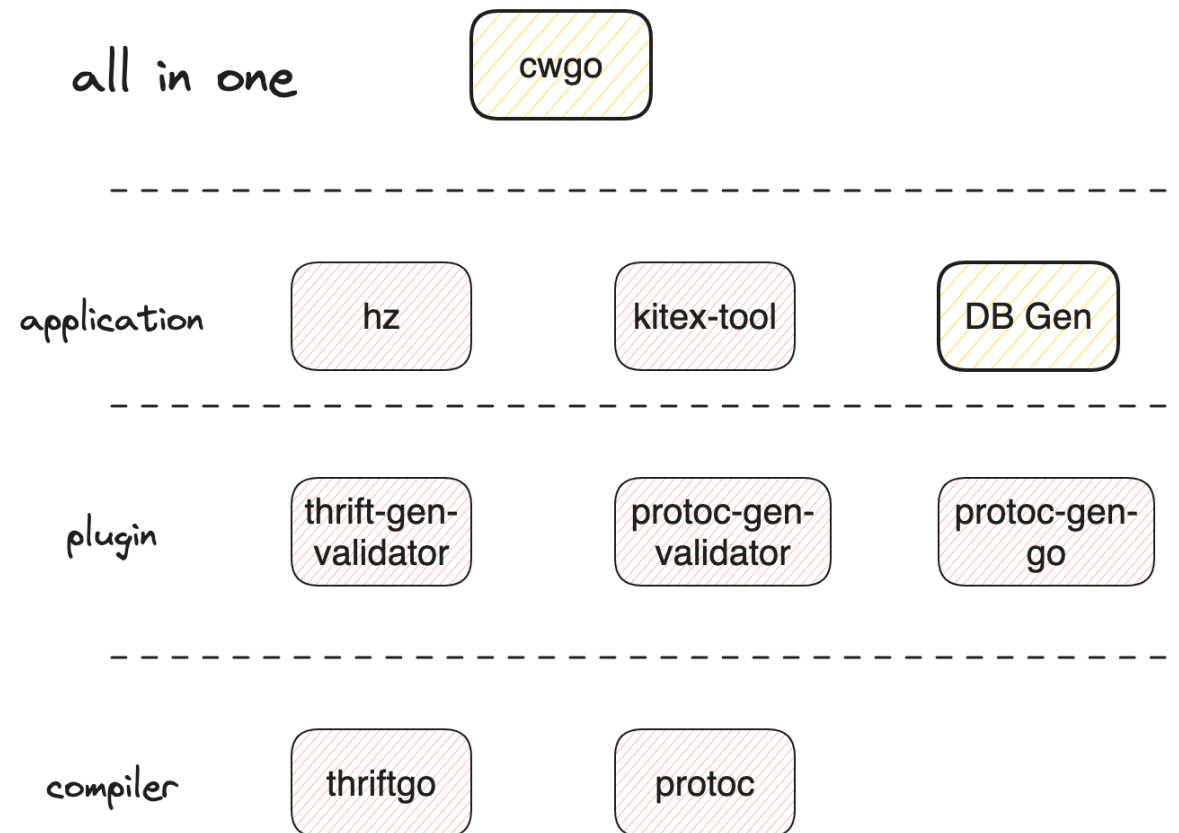 all in one
cwgo
application
hz
kitex-tool
DB Gen
plugin
thrift-gen-
validator
protoc-gen-
validator
protoc-gen-
go
compiler
thriftgo
protoc